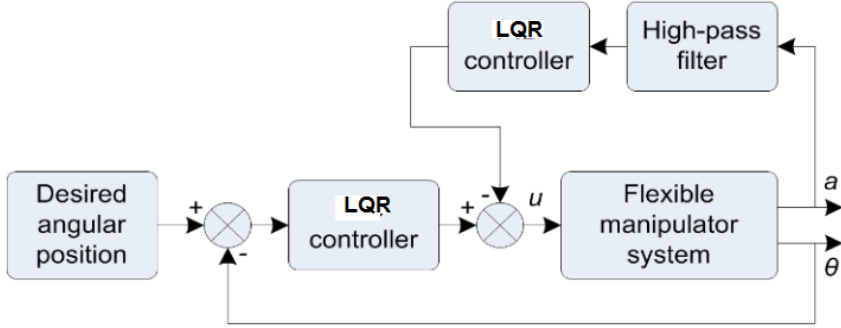 LQR
controller
High-pass
filter
Desired
angular
position
+
-
LQR
controller
+
-
u
Flexible
manipulator
system
a
θ